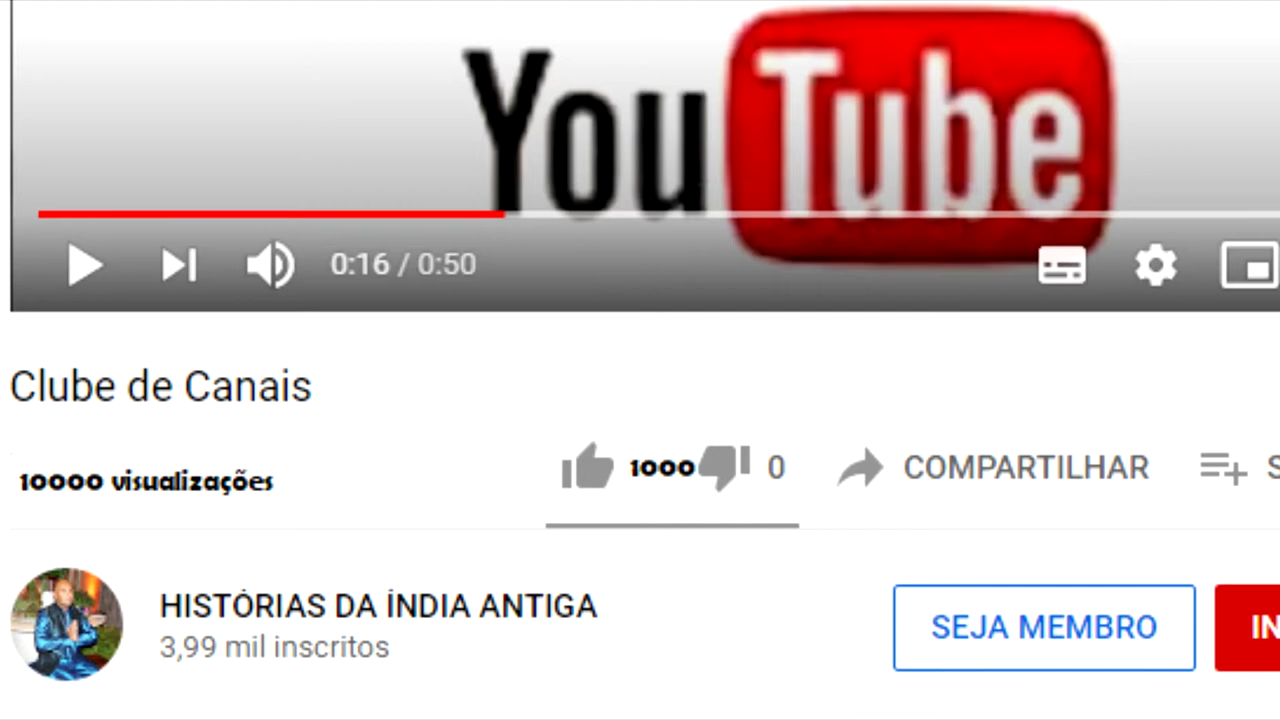 YouTube
0:16 / 0:50
Clube de Canais
10000 visualizações
1000 0 COMPARTILHAR S
HISTÓRIAS DA ÍNDIA ANTIGA
3,99 mil inscritos
SEJA MEMBRO
IN